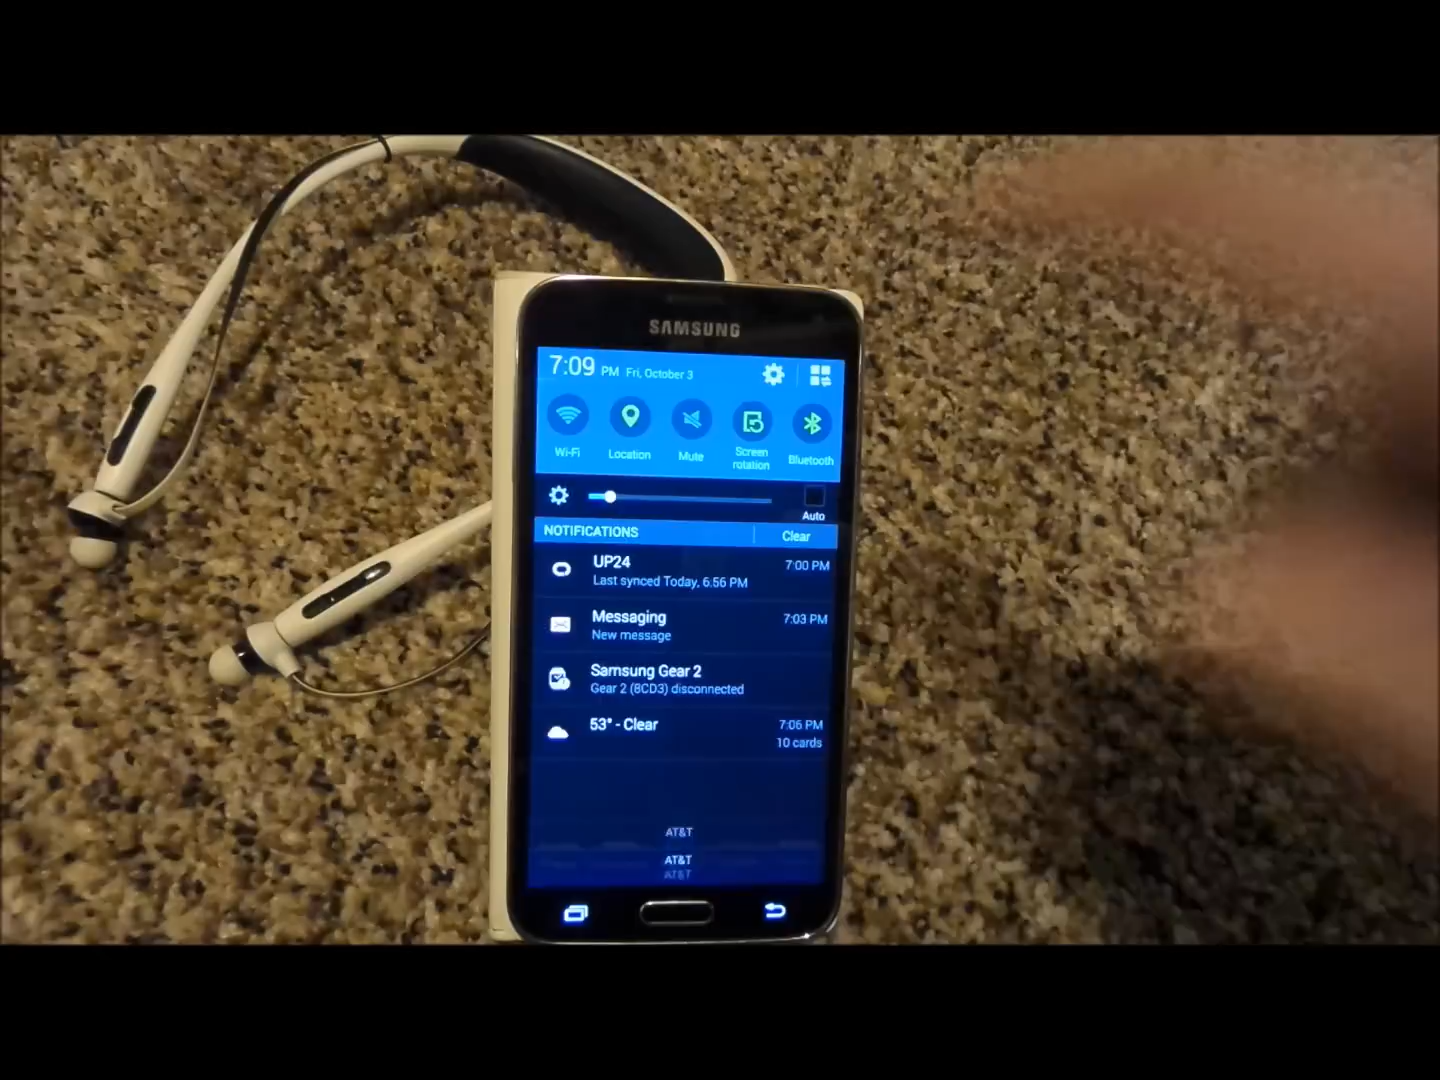 SAMSUNG
7:09 PM Fri, October 3
Wi-Fi
Location
Mute
Screen
rotation
Bluetooth
Auto
NOTIFICATIONS
Clear
UP24 7:00 PM
Last synced Today, 6:56 PM
Messaging 7:03 PM
New message
Samsung Gear 2
Gear 2 (8CD3) disconnected
53° - Clear 7:06 PM
10 cards
AT&T
AT&T
AT&T